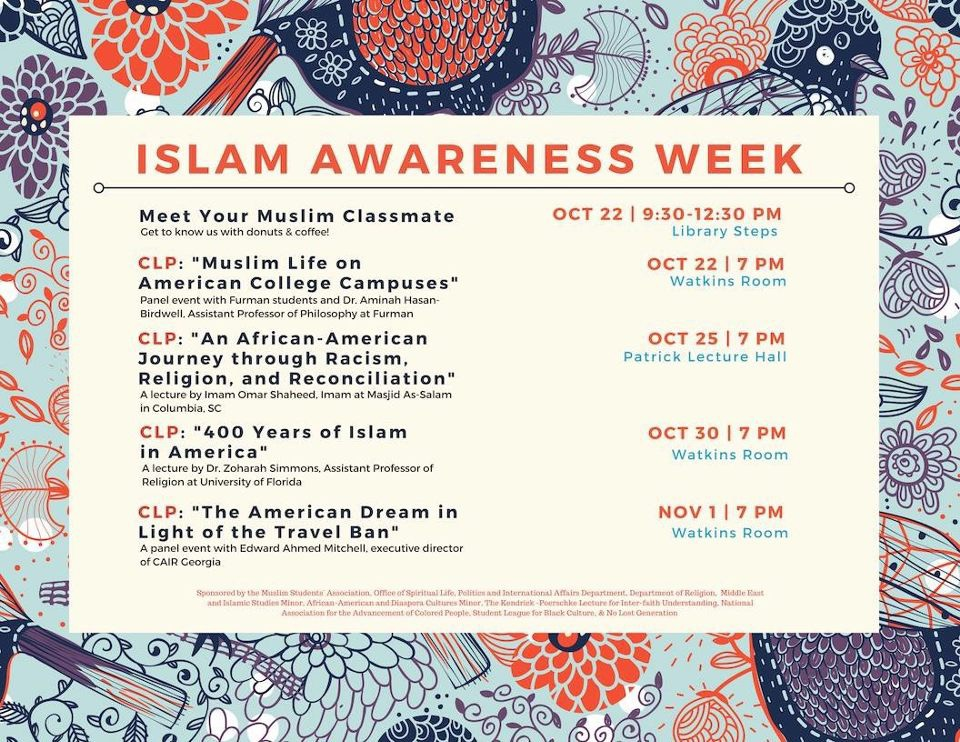 ISLAM AWARENESS WEEK
Meet Your Muslim Classmate
Get to know us with donuts & coffee!
OCT 22 | 9:30-12:30 PM
Library Steps
CLP: "Muslim Life on
American College Campuses"
Panel event with Furman students and Dr. Aminah Hasan-
Birdwell, Assistant Professor of Philosophy at Furman
OCT 22 | 7 PM
Watkins Room
CLP: "An African-American
Journey through Racism,
Religion, and Reconciliation"
A lecture by Imam Omar Shaheed, Imam at Masjid As-Salam
in Columbia, SC
OCT 25 | 7 PM
Patrick Lecture Hall
CLP: "400 Years of Islam
in America"
A lecture by Dr. Zoharah Simmons, Assistant Professor of
Religion at University of Florida
OCT 30 | 7 PM
Watkins Room
CLP: "The American Dream in
Light of the Travel Ban"
A panel event with Edward Ahmed Mitchell, executive director
of CAIR Georgia
NOV 1 | 7 PM
Watkins Room
Sponsored by the Muslim Students' Association, Office of Spiritual Life, Politics and International Affairs Department, Department of Religion, Middle East
and Islamic Studies Minor, African-American and Diaspora Cultures Minor, The Kendrick -Poerschke Lecture for Inter-faith Understanding, National
Association for the Advancement of Colored People, Student League for Black Culture, & No Lost Generation